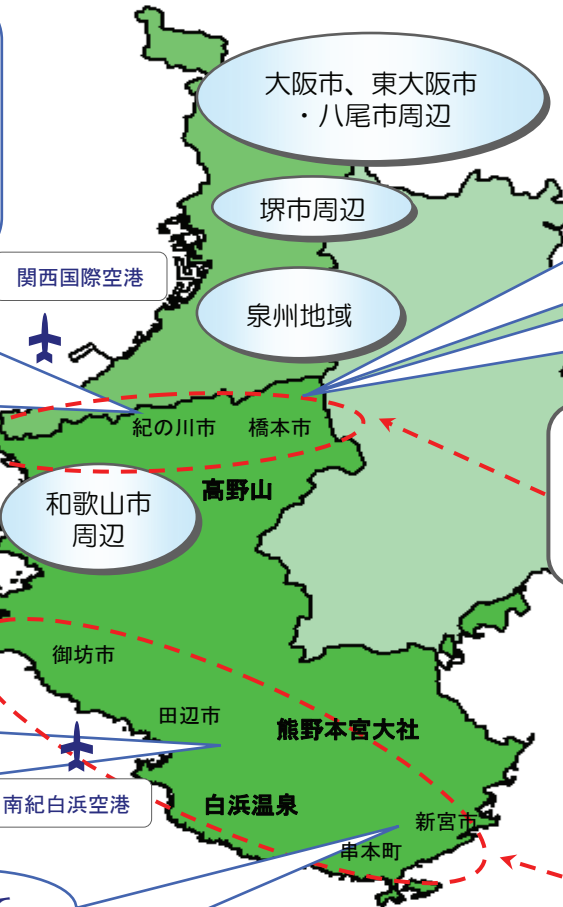 大阪市、東大阪市
・八尾市周辺
堺市周辺
関西国際空港
泉州地域
紀の川市
橋本市
高野山
和歌山市
周辺
御坊市
田辺市
熊野本宮大社
南紀白浜空港
白浜温泉
新宮市
串本町